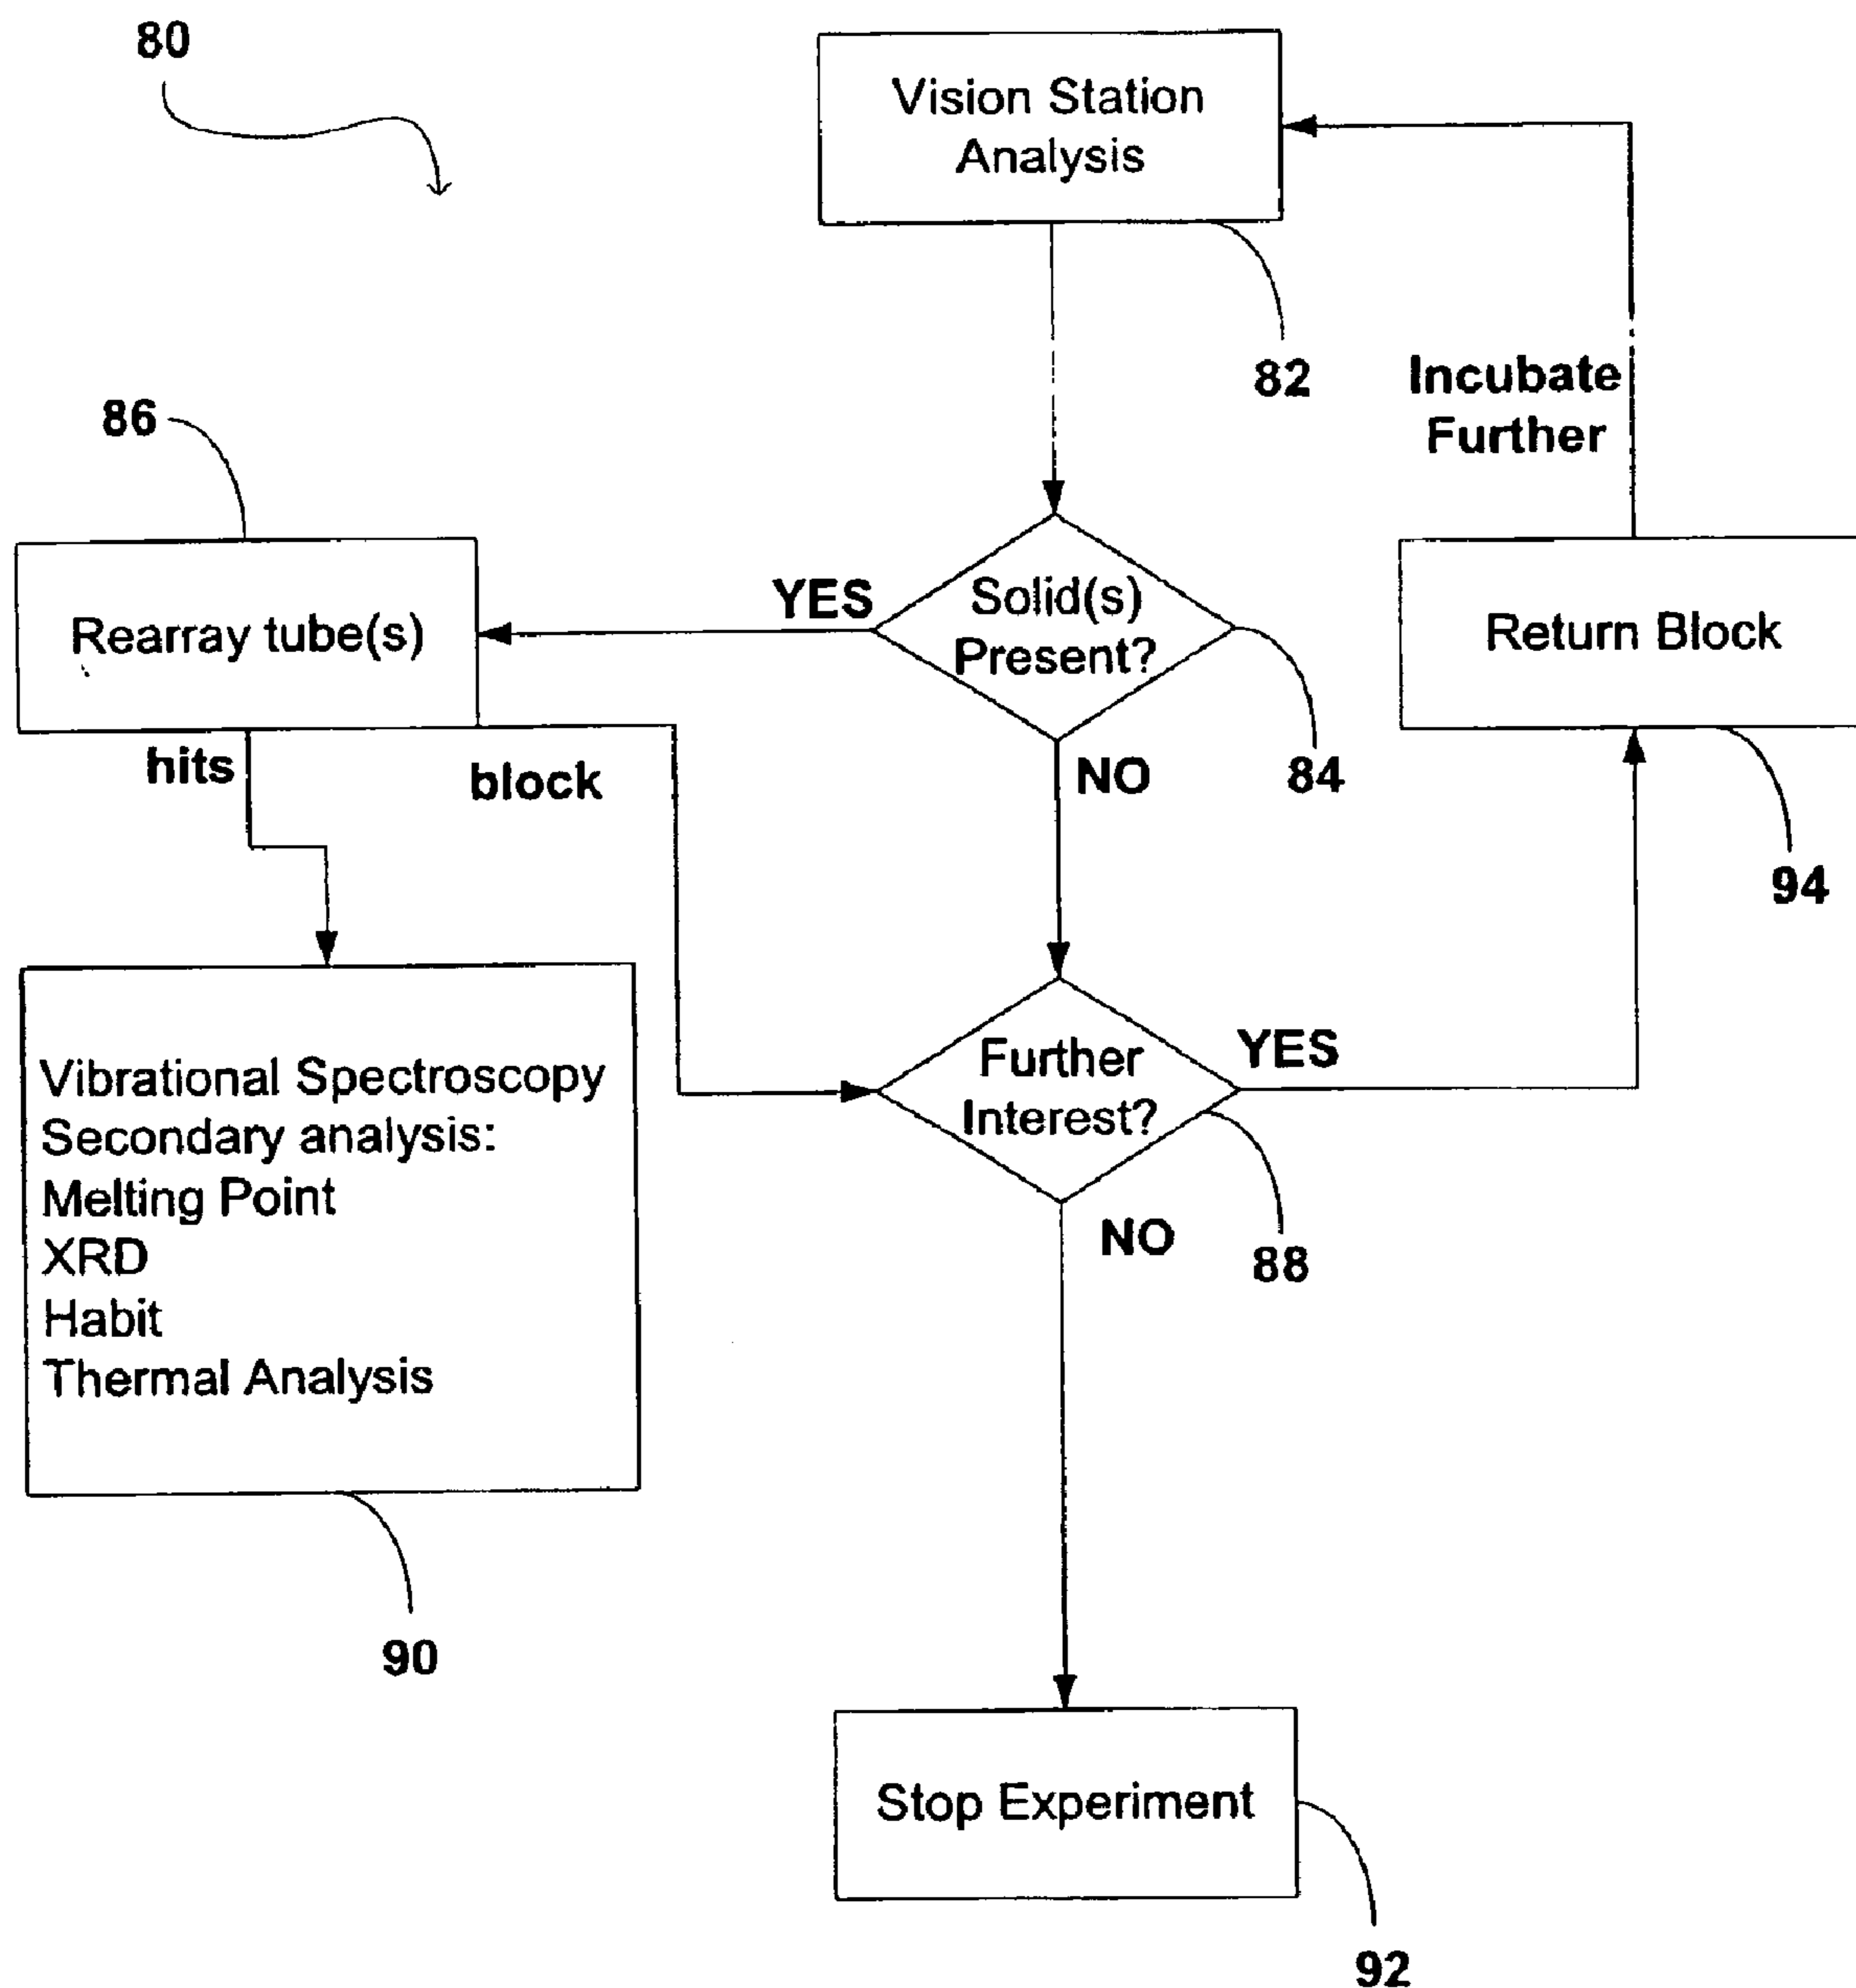 80
Vision Station
Analysis
82
Incubate
Further
86
Rearray tube(s)
YES
Solid(s)
Present?
Return Block
hits
block
NO
84
94
Vibrational Spectroscopy
Secondary analysis:
Melting Point
XRD
Habit
Thermal Analysis
Further
Interest?
YES
NO
88
90
Stop Experiment
92